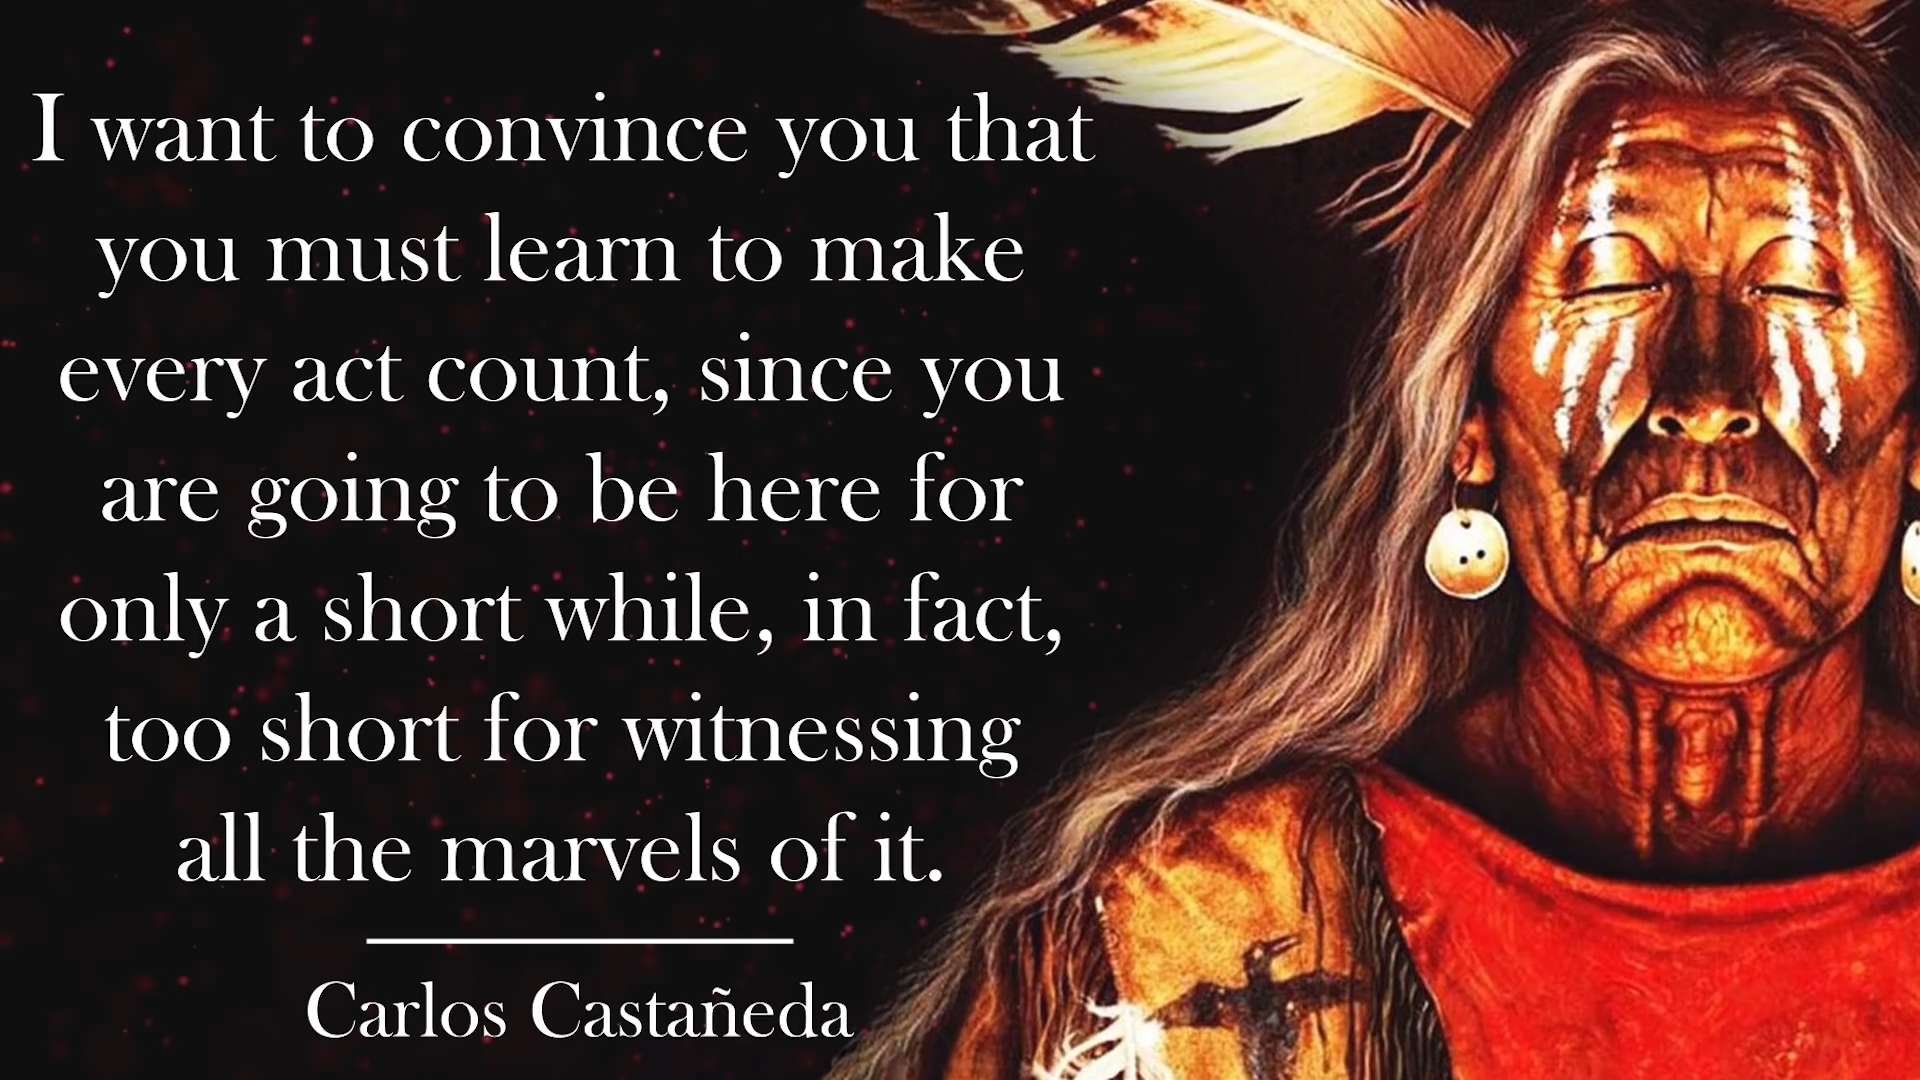 I want to convince you that
you must learn to make
every act count, since you
are going to be here for
only a short while, in fact,
too short for witnessing
all the marvels of it.
Carlos Castañeda